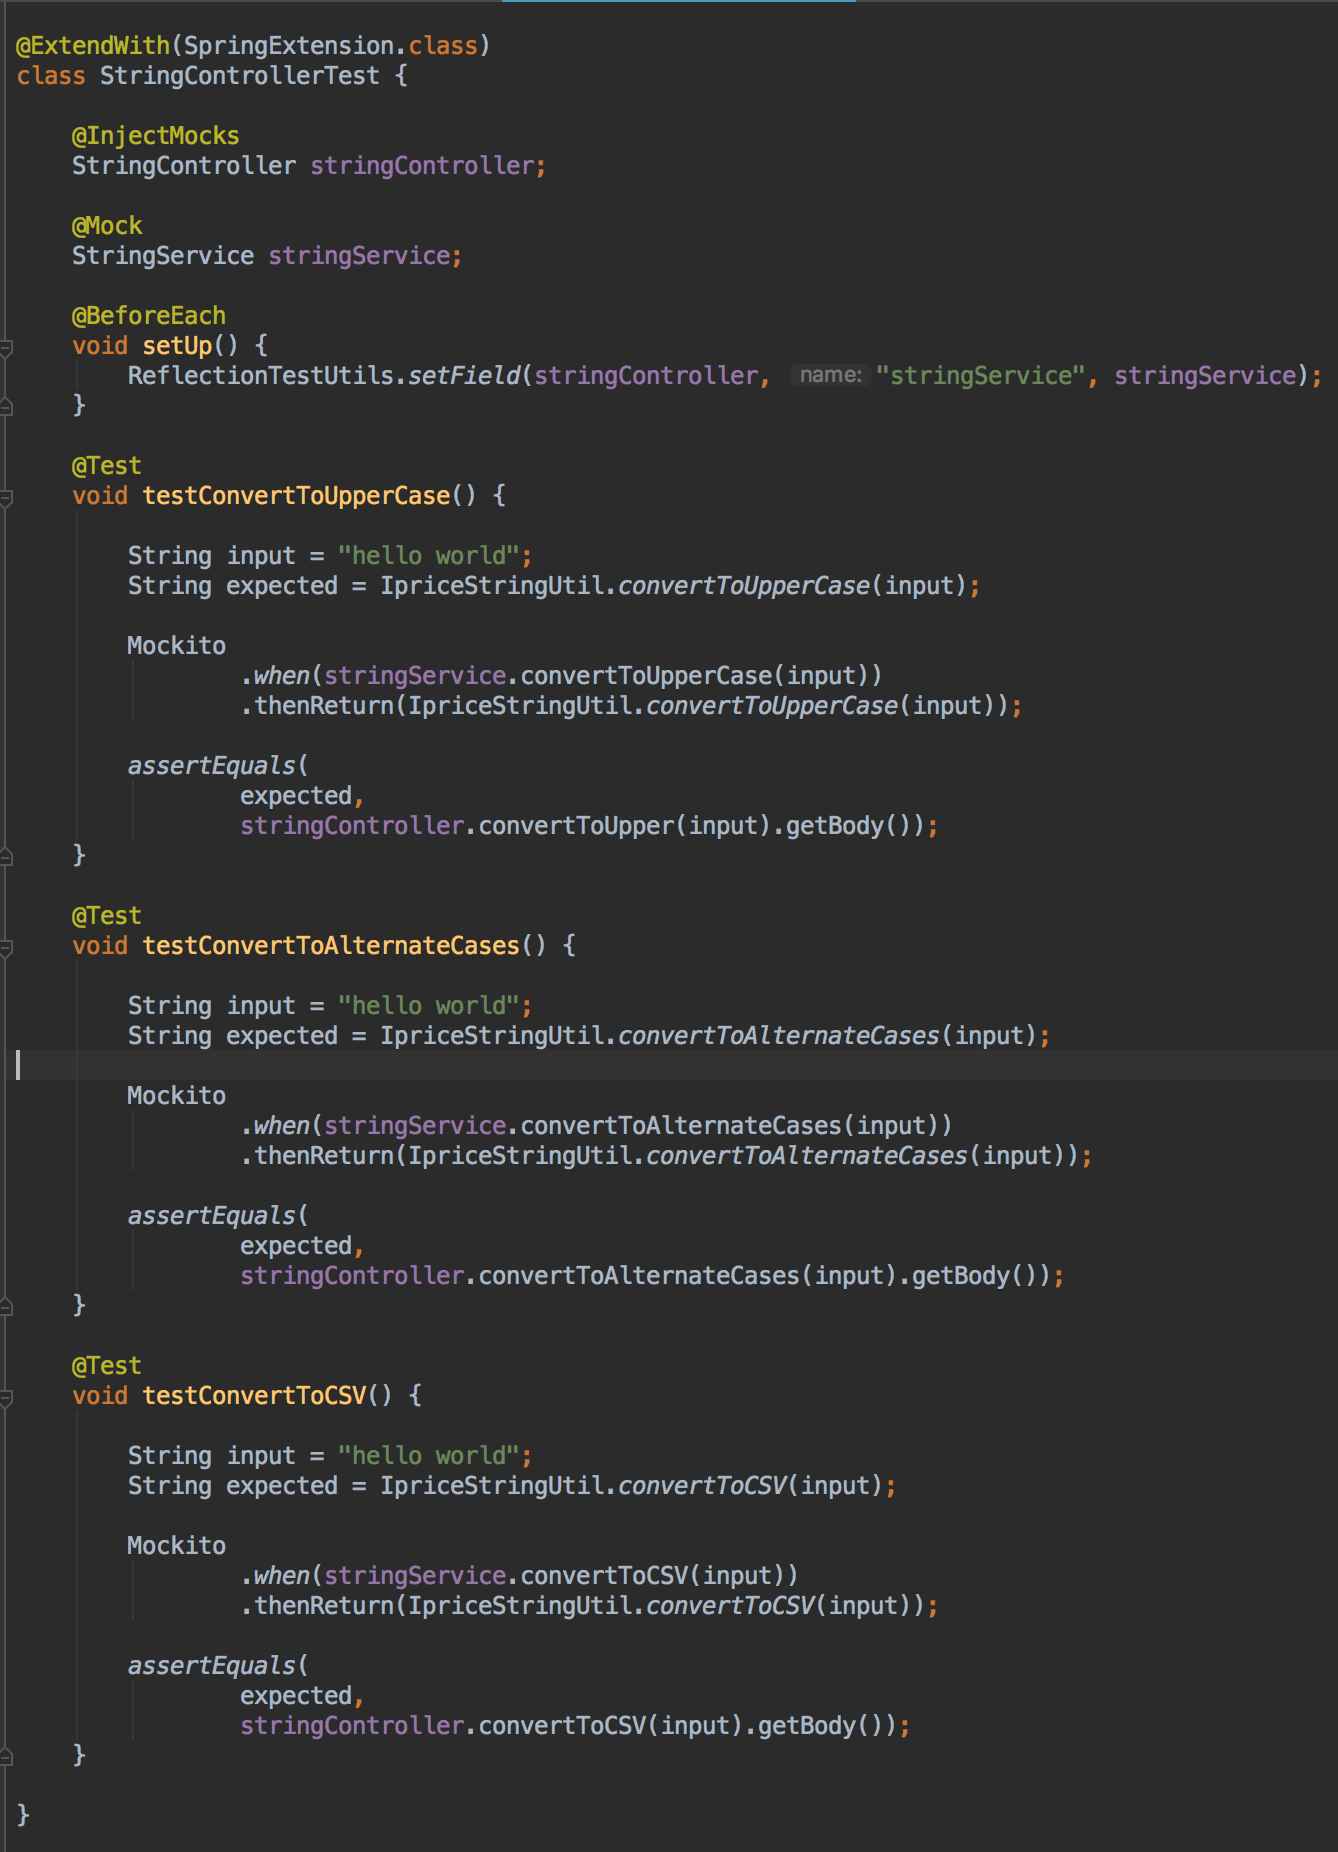 @ExtendWith(SpringExtension.class)
class StringControllerTest {
@InjectMocks
StringController stringController;
@Mock
StringService stringService;
@BeforeEach
void setUp() {
ReflectionTestUtils.setField(stringController, name: "stringService", stringService);
}
@Test
void testConvertToUpperCase() {
String input = "hello world";
String expected = IpriceStringUtil.convertToUpperCase(input);
Mockito
.when(stringService.convertToUpperCase(input))
.thenReturn(IpriceStringUtil.convertToUpperCase(input));
assertEquals(
expected,
stringController.convertToUpper(input).getBody());
}
@Test
void testConvertToAlternateCases() {
String input = "hello world";
String expected = IpriceStringUtil.convertToAlternateCases(input);
Mockito
.when(stringService.convertToAlternateCases(input))
.thenReturn(IpriceStringUtil.convertToAlternateCases(input));
assertEquals(
expected,
stringController.convertToAlternateCases(input).getBody());
}
@Test
void testConvertToCSV() {
String input = "hello world";
String expected = IpriceStringUtil.convertToCSV(input);
Mockito
.when(stringService.convertToCSV(input))
.thenReturn(IpriceStringUtil.convertToCSV(input));
assertEquals(
expected,
stringController.convertToCSV(input).getBody());
}
}